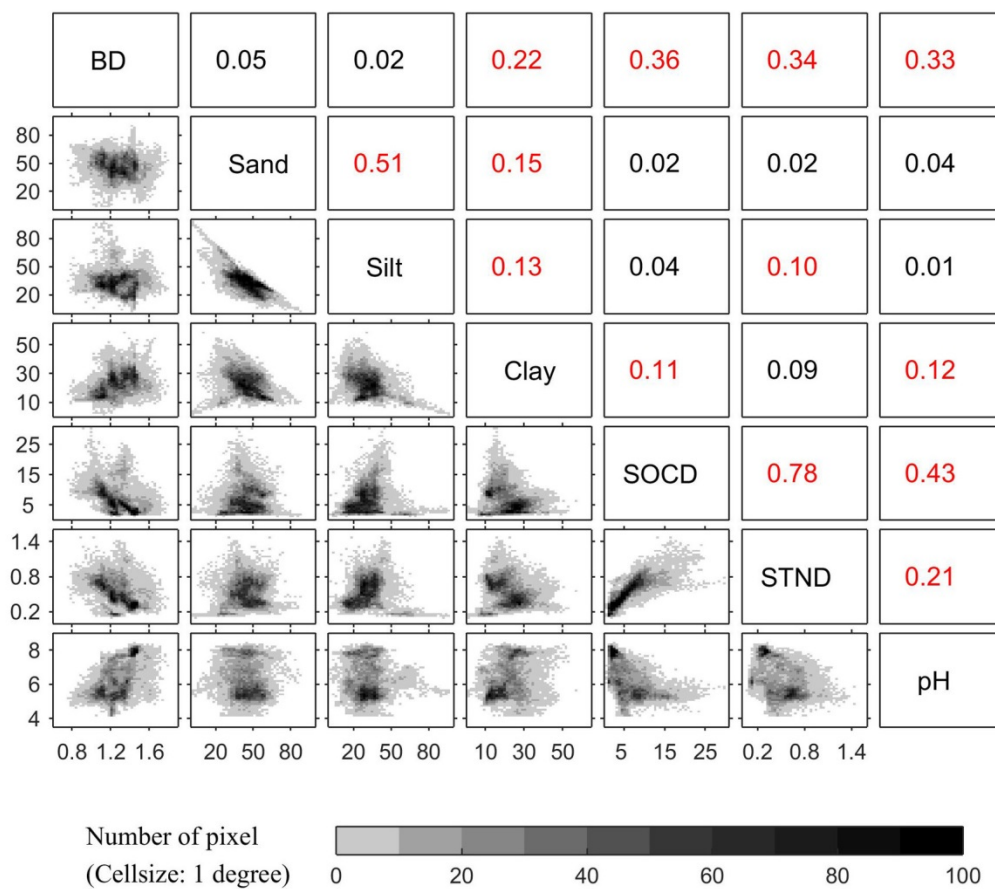 BD 0.05 0.02 0.22 0.36 0.34 0.33
80
50
20
Sand 0.51 0.15 0.02 0.02 0.04
80
50
20
Silt 0.13 0.04 0.10 0.01
50
30
10
Clay 0.11 0.09 0.12
25
15
5
SOCD 0.78 0.43
1.4
0.8
0.2
STND 0.21
8
6
4
pH
0.8 1.2 1.6 20 50 80 20 50 80 10 30 50 5 15 25 0.2 0.8 1.4
Number of pixel
(Cellsize: 1 degree)
0 20 40 60 80 100